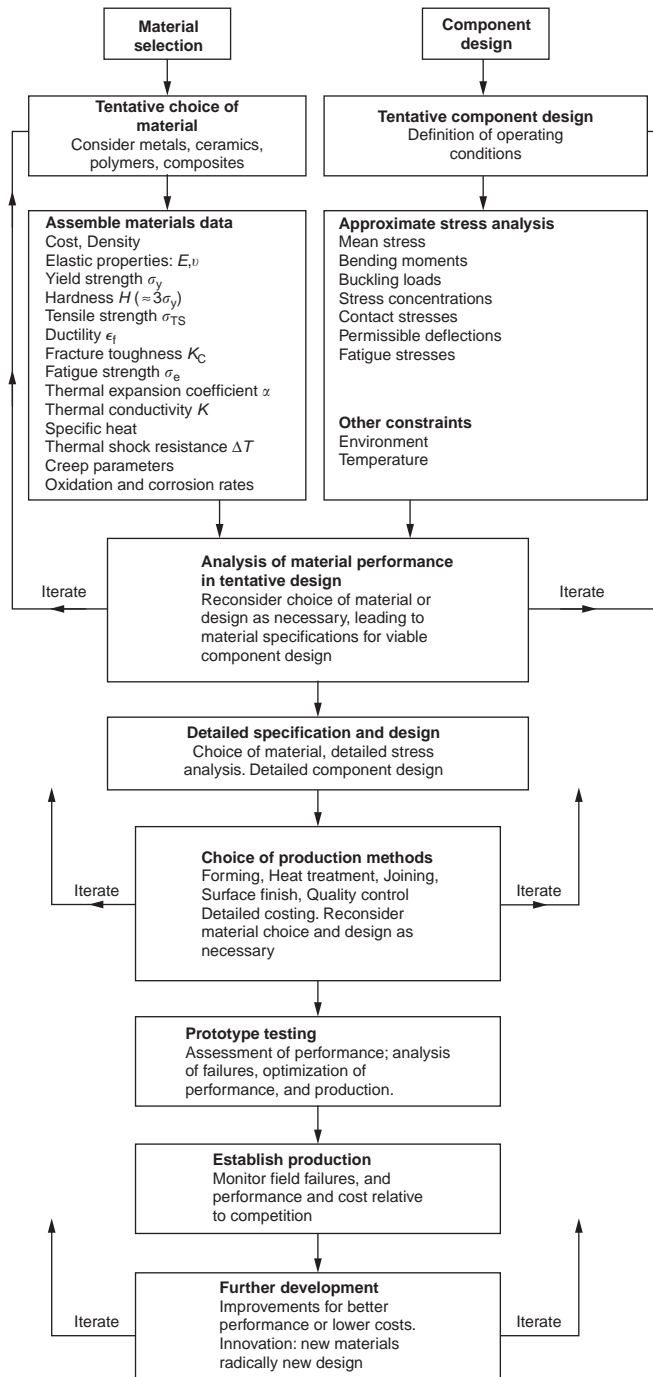 Material
selection
Component
design
Tentative choice of
material
Consider metals, ceramics,
polymers, composites
Tentative component design
Definition of operating
conditions
Assemble materials data
Cost, Density
Elastic properties: E,υ
Yield strength σy
Hardness H (≈3σy)
Tensile strength σTS
Ductility ϵf
Fracture toughness KC
Fatigue strength σe
Thermal expansion coefficient α
Thermal conductivity K
Specific heat
Thermal shock resistance ΔT
Creep parameters
Oxidation and corrosion rates
Approximate stress analysis
Mean stress
Bending moments
Buckling loads
Stress concentrations
Contact stresses
Permissible deflections
Fatigue stresses
Other constraints
Environment
Temperature
Iterate
Analysis of material performance
in tentative design
Reconsider choice of material or
design as necessary, leading to
material specifications for viable
component design
Iterate
Detailed specification and design
Choice of material, detailed stress
analysis. Detailed component design
Iterate
Choice of production methods
Forming, Heat treatment, Joining,
Surface finish, Quality control
Detailed costing. Reconsider
material choice and design as
necessary
Iterate
Prototype testing
Assessment of performance; analysis
of failures, optimization of
performance, and production.
Establish production
Monitor field failures, and
performance and cost relative
to competition
Iterate
Further development
Improvements for better
performance or lower costs.
Innovation: new materials
radically new design
Iterate